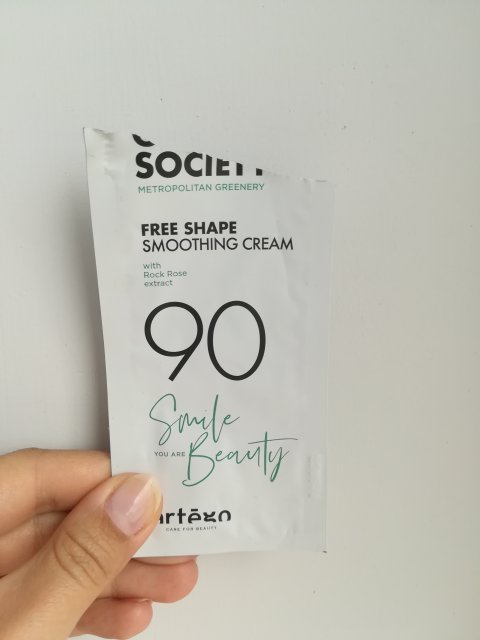 SOCIETY
METROPOLITAN GREENERY
FREE SHAPE
SMOOTHING CREAM
with
Rock Rose
extract
90
Smile
YOU ARE Beauty
artègo
CARE FOR BEAUTY